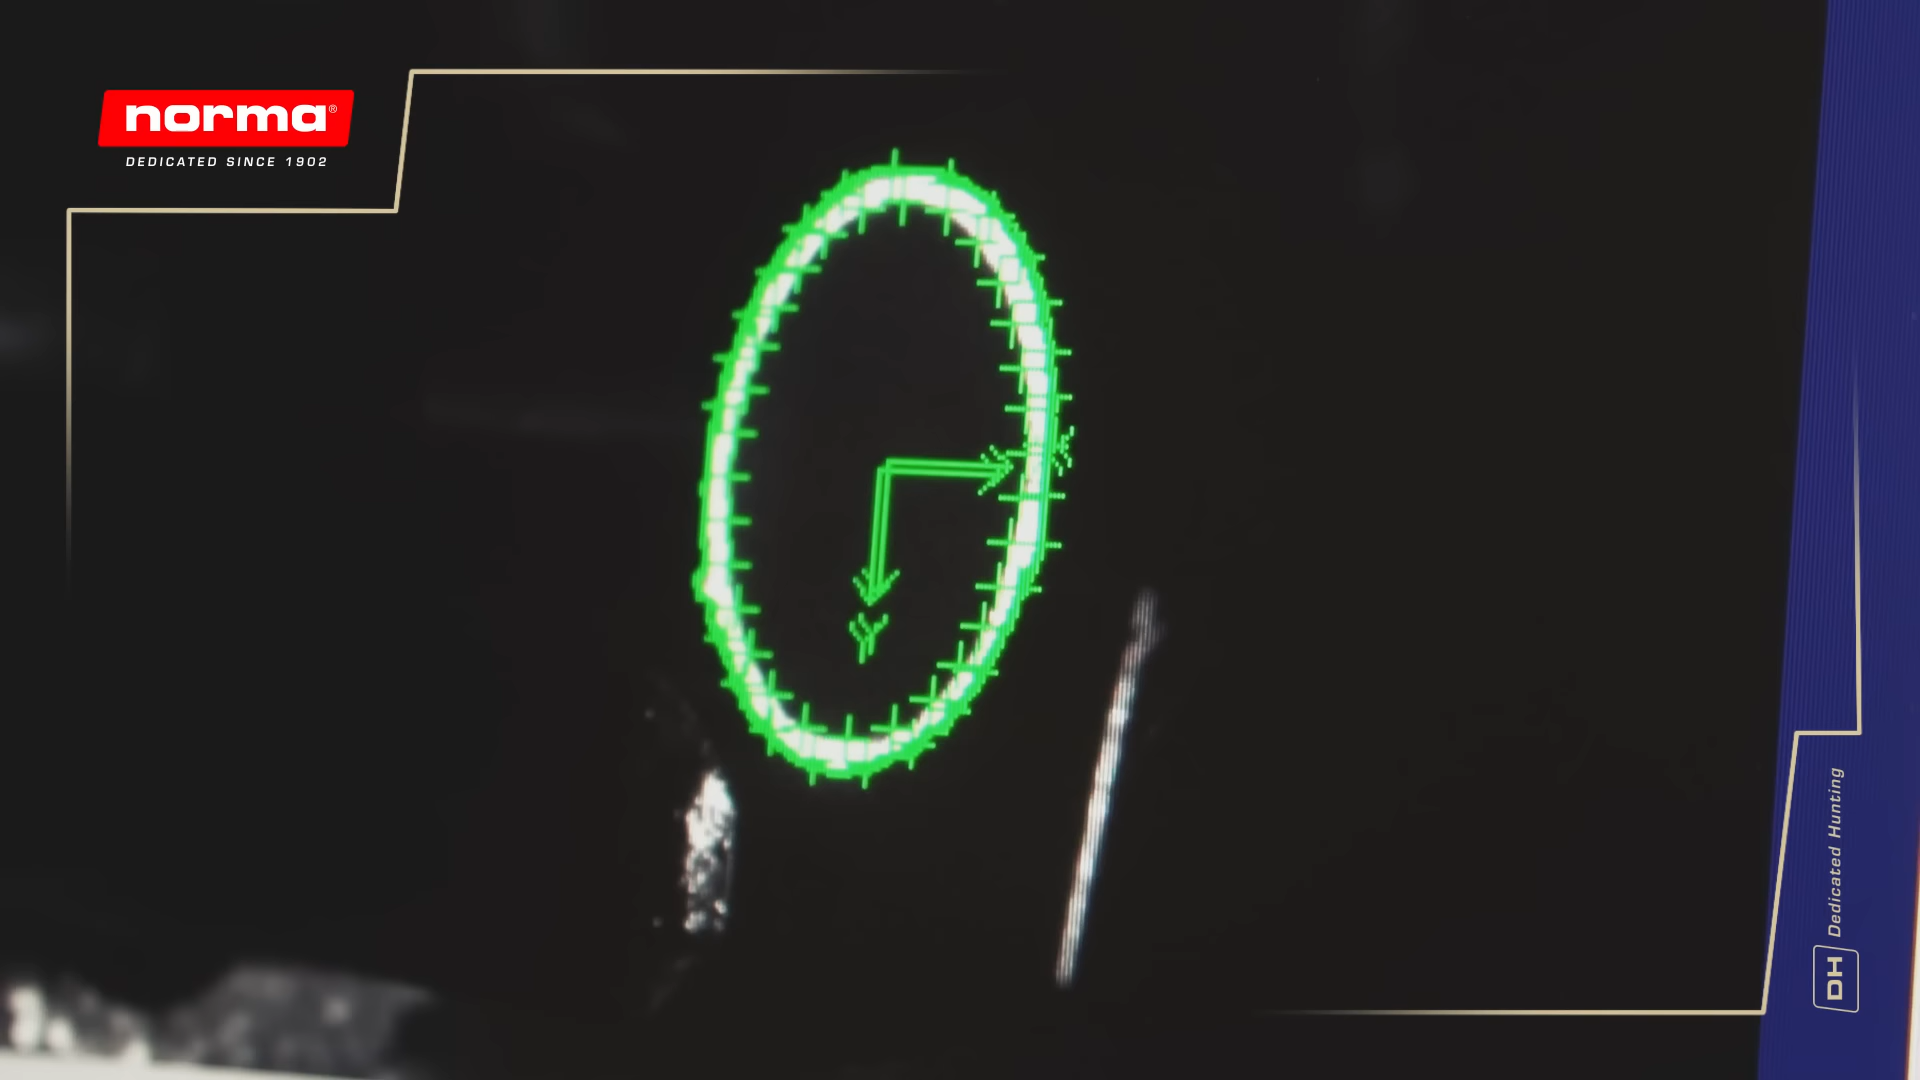 norma®
DEDICATED SINCE 1902
Y
X
DH Dedicated Hunting